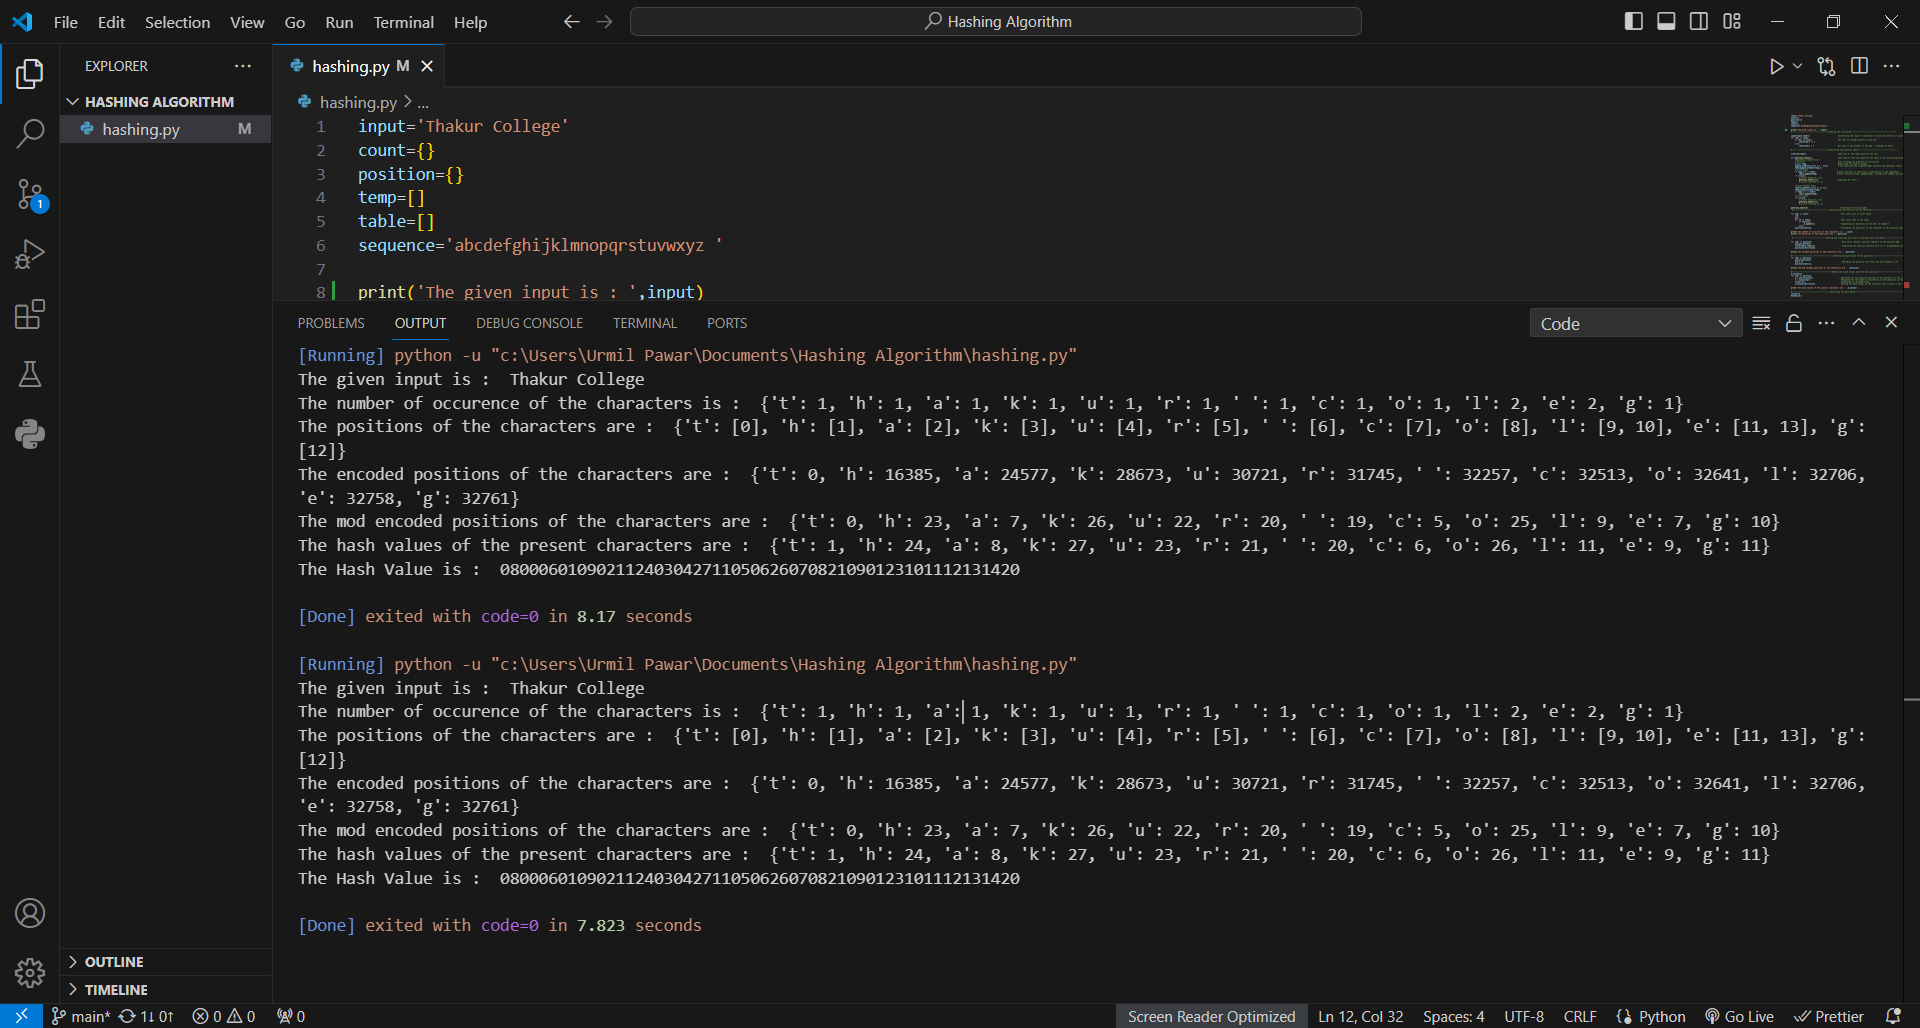 File Edit Selection View Go Run Terminal Help
Hashing Algorithm
EXPLORER
HASHING ALGORITHM
hashing.py M
1
hashing.py M
hashing.py > ...
1 input='Thakur College'
2 count={}
3 position={}
4 temp=[]
5 table=[]
6 sequence='abcdefghijklmnopqrstuvwxyz '
7
8 print('The given input is : ',input)
PROBLEMS OUTPUT DEBUG CONSOLE TERMINAL PORTS
Code
[Running] python -u "c:\Users\Urmil Pawar\Documents\Hashing Algorithm\hashing.py"
The given input is :  Thakur College
The number of occurence of the characters is :  {'t': 1, 'h': 1, 'a': 1, 'k': 1, 'u': 1, 'r': 1, ' ': 1, 'c': 1, 'o': 1, 'l': 2, 'e': 2, 'g': 1}
The positions of the characters are :  {'t': [0], 'h': [1], 'a': [2], 'k': [3], 'u': [4], 'r': [5], ' ': [6], 'c': [7], 'o': [8], 'l': [9, 10], 'e': [11, 13], 'g':
[12]}
The encoded positions of the characters are :  {'t': 0, 'h': 16385, 'a': 24577, 'k': 28673, 'u': 30721, 'r': 31745, ' ': 32257, 'c': 32513, 'o': 32641, 'l': 32706,
'e': 32758, 'g': 32761}
The mod encoded positions of the characters are :  {'t': 0, 'h': 23, 'a': 7, 'k': 26, 'u': 22, 'r': 20, ' ': 19, 'c': 5, 'o': 25, 'l': 9, 'e': 7, 'g': 10}
The hash values of the present characters are :  {'t': 1, 'h': 24, 'a': 8, 'k': 27, 'u': 23, 'r': 21, ' ': 20, 'c': 6, 'o': 26, 'l': 11, 'e': 9, 'g': 11}
The Hash Value is :  080006010902112403042711050626070821090123101112131420
[Done] exited with code=0 in 8.17 seconds
[Running] python -u "c:\Users\Urmil Pawar\Documents\Hashing Algorithm\hashing.py"
The given input is :  Thakur College
The number of occurence of the characters is :  {'t': 1, 'h': 1, 'a': 1, 'k': 1, 'u': 1, 'r': 1, ' ': 1, 'c': 1, 'o': 1, 'l': 2, 'e': 2, 'g': 1}
The positions of the characters are :  {'t': [0], 'h': [1], 'a': [2], 'k': [3], 'u': [4], 'r': [5], ' ': [6], 'c': [7], 'o': [8], 'l': [9, 10], 'e': [11, 13], 'g':
[12]}
The encoded positions of the characters are :  {'t': 0, 'h': 16385, 'a': 24577, 'k': 28673, 'u': 30721, 'r': 31745, ' ': 32257, 'c': 32513, 'o': 32641, 'l': 32706,
'e': 32758, 'g': 32761}
The mod encoded positions of the characters are :  {'t': 0, 'h': 23, 'a': 7, 'k': 26, 'u': 22, 'r': 20, ' ': 19, 'c': 5, 'o': 25, 'l': 9, 'e': 7, 'g': 10}
The hash values of the present characters are :  {'t': 1, 'h': 24, 'a': 8, 'k': 27, 'u': 23, 'r': 21, ' ': 20, 'c': 6, 'o': 26, 'l': 11, 'e': 9, 'g': 11}
The Hash Value is :  080006010902112403042711050626070821090123101112131420
[Done] exited with code=0 in 7.823 seconds
OUTLINE
TIMELINE
main* 1↓ 0↑ 0 0 0 Screen Reader Optimized Ln 12, Col 32 Spaces: 4 UTF-8 CRLF {} Python Go Live Prettier